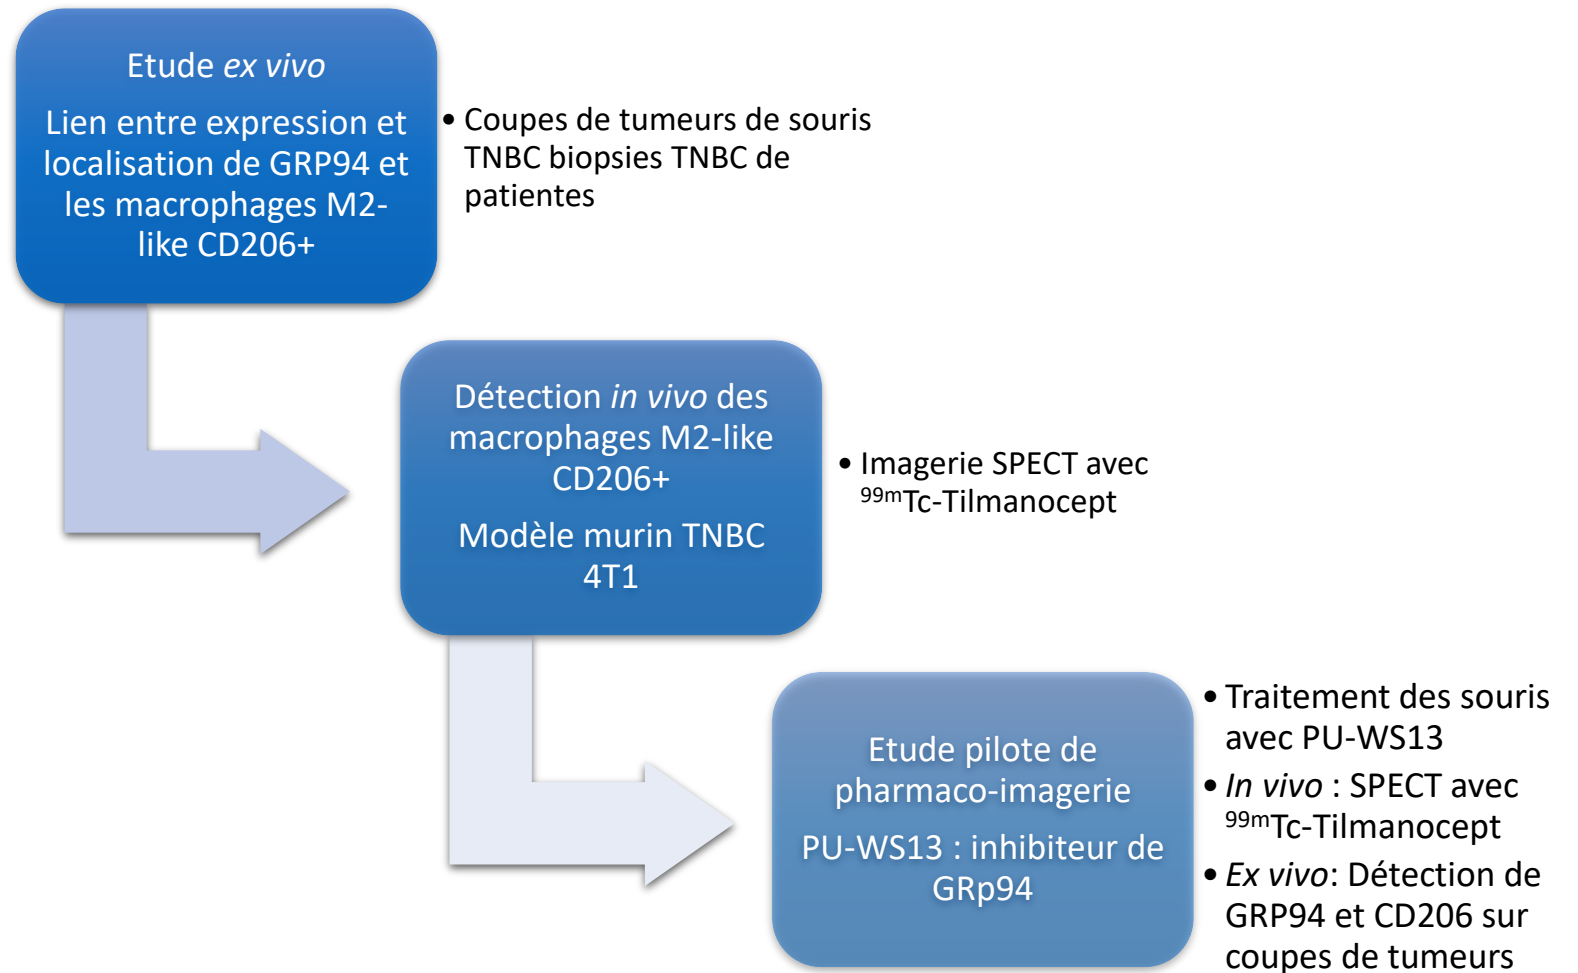 Etude ex vivo
Lien entre expression et
localisation de GRP94 et
les macrophages M2-
like CD206+
• Coupes de tumeurs de souris
TNBC biopsies TNBC de
patientes
Détection in vivo des
macrophages M2-like
CD206+
Modèle murin TNBC
4T1
• Imagerie SPECT avec
99mTc-Tilmanocept
Etude pilote de
pharmaco-imagerie
PU-WS13 : inhibiteur de
GRp94
• Traitement des souris
avec PU-WS13
• In vivo : SPECT avec
99mTc-Tilmanocept
• Ex vivo: Détection de
GRP94 et CD206 sur
coupes de tumeurs